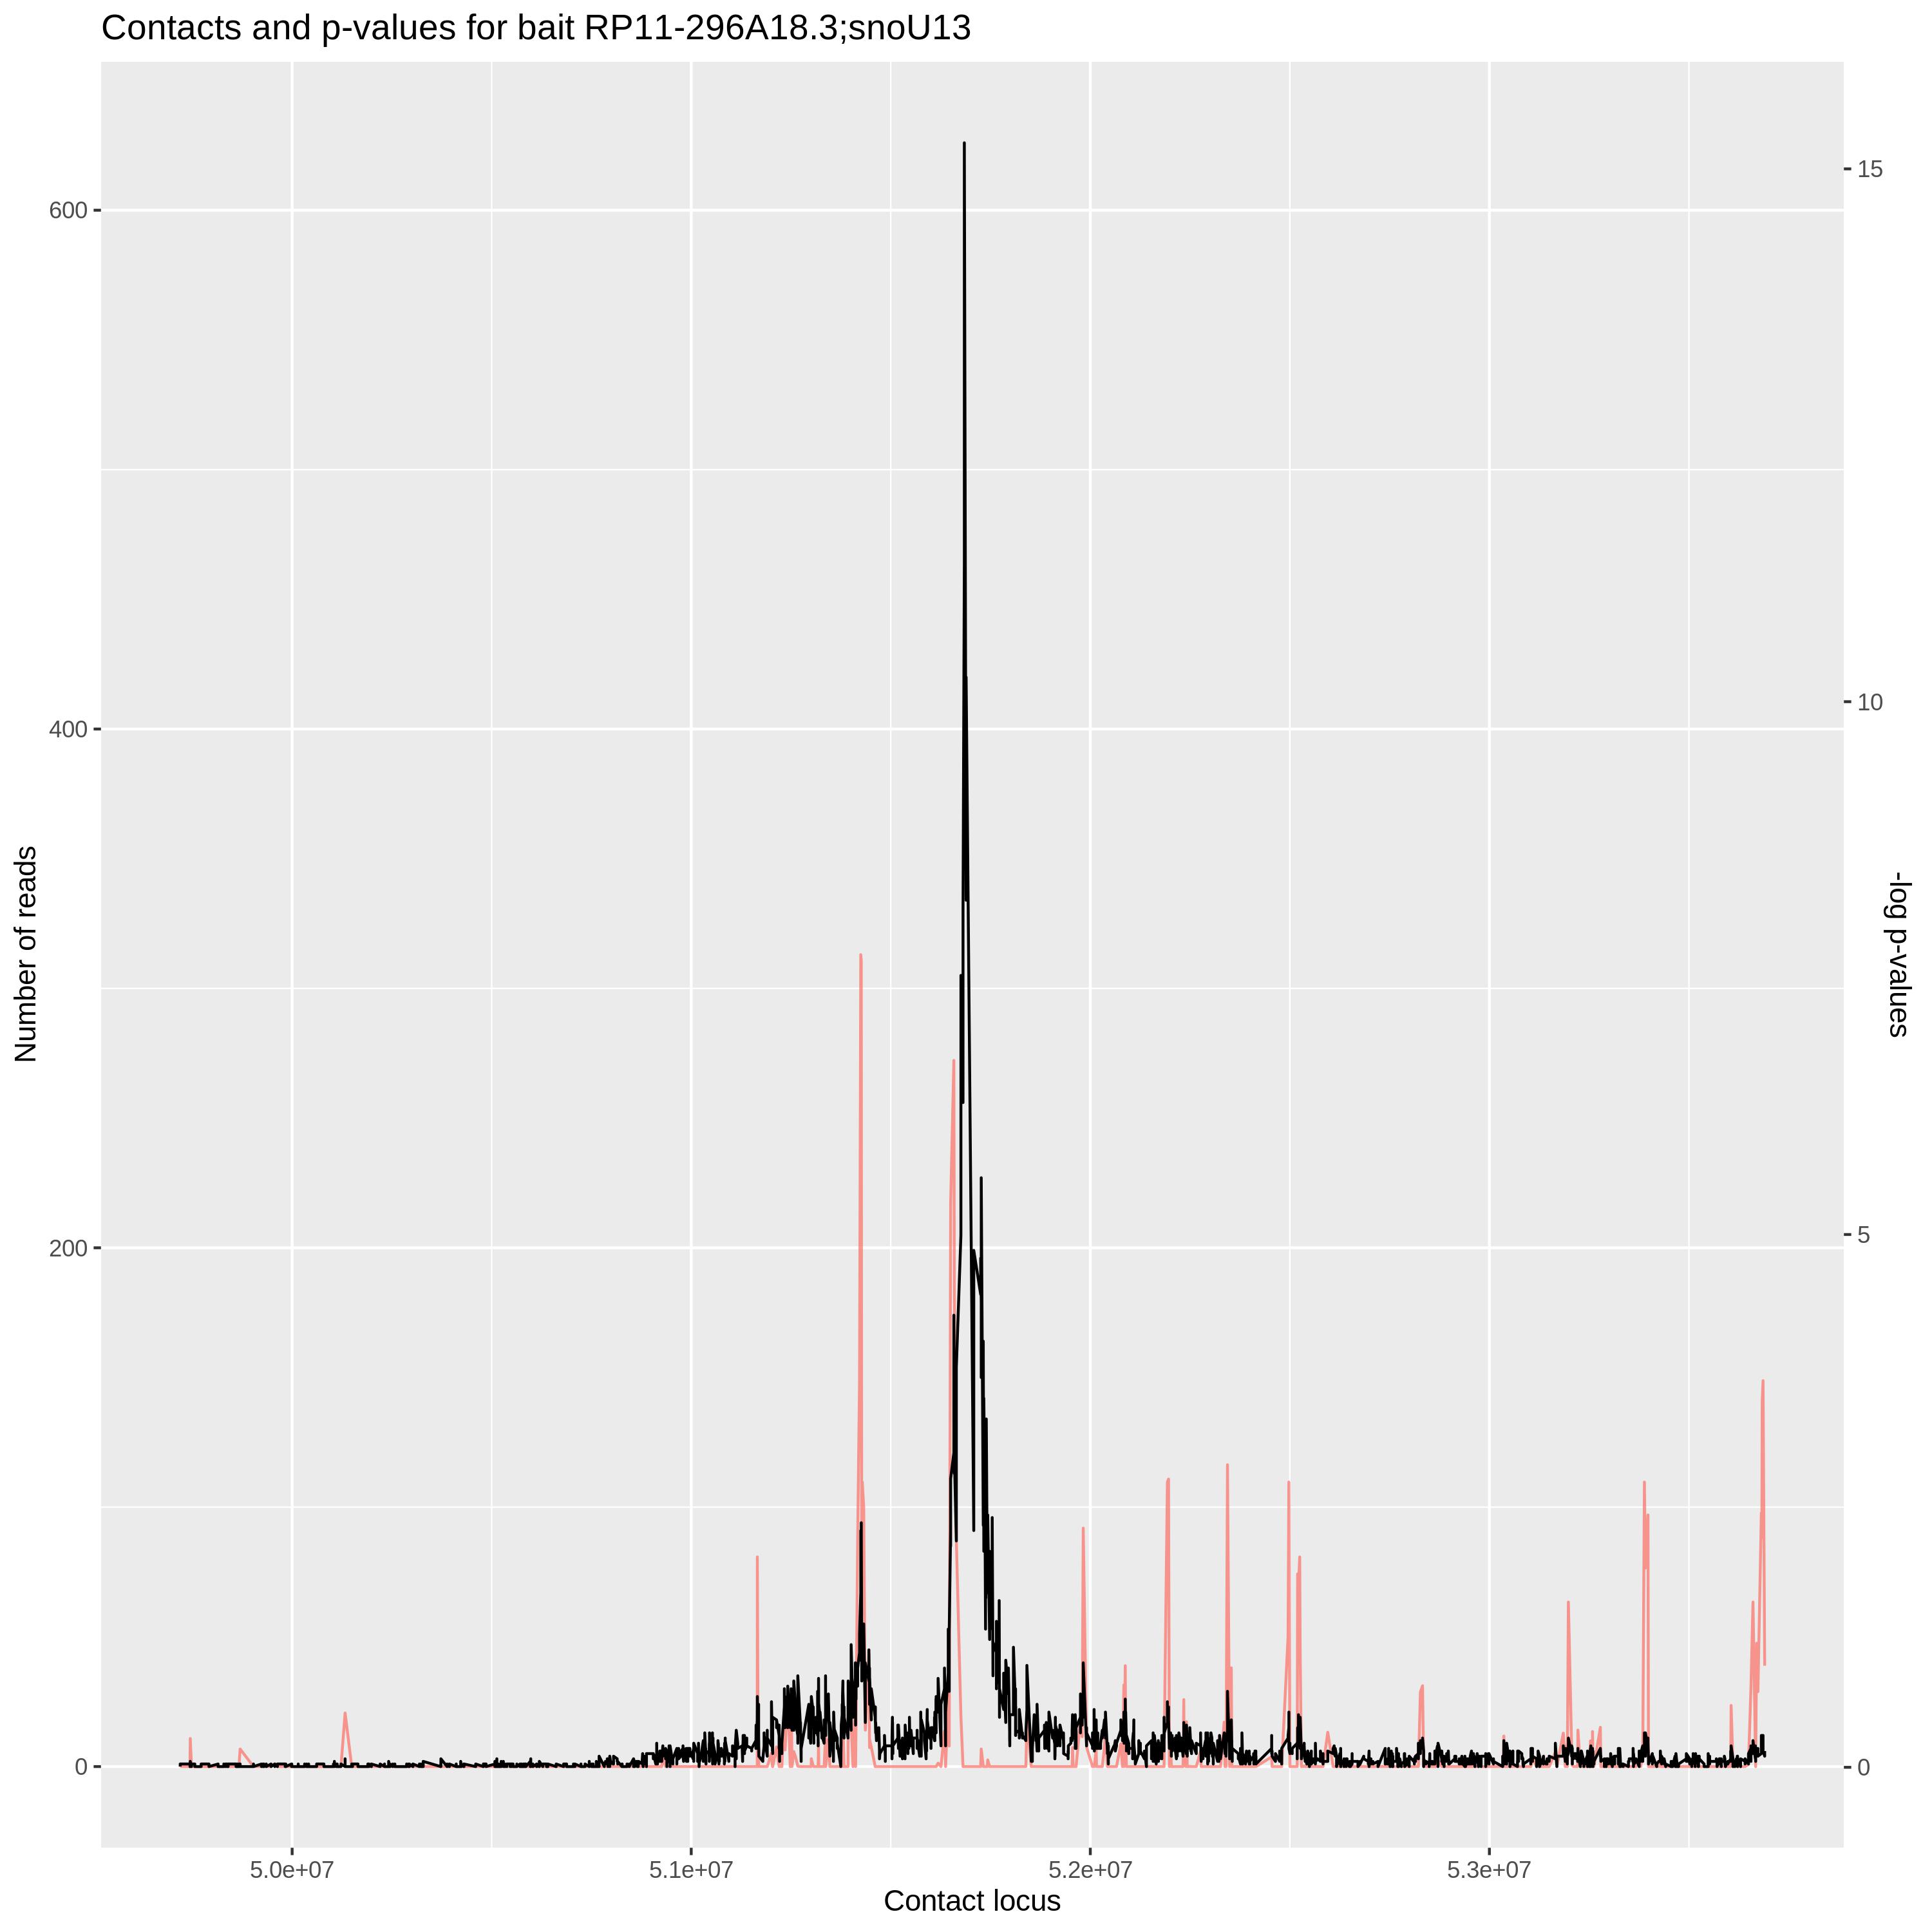 Contacts and p-values for bait RP11-296A18.3;snoU13
600
400
200
0
15
10
5
0
Number of reads
-log p-values
5.0e+07
5.1e+07
5.2e+07
5.3e+07
Contact locus